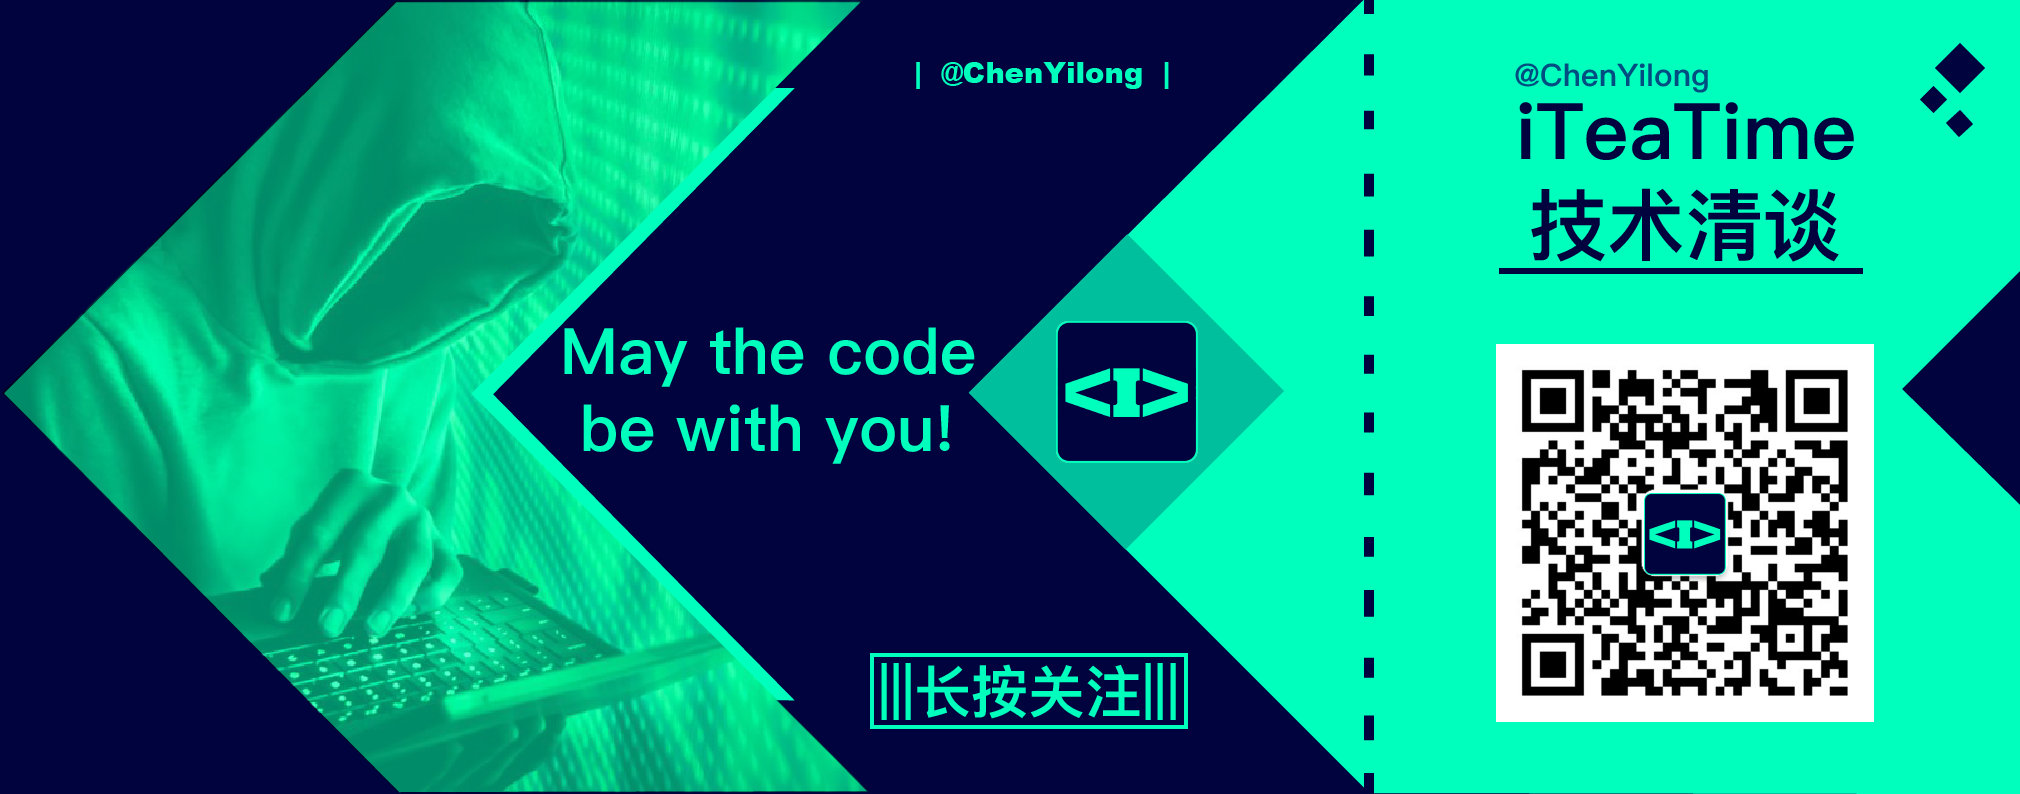 | @ChenYilong |
May the code
be with you!
长按关注
@ChenYilong
iTeaTime
技术清谈